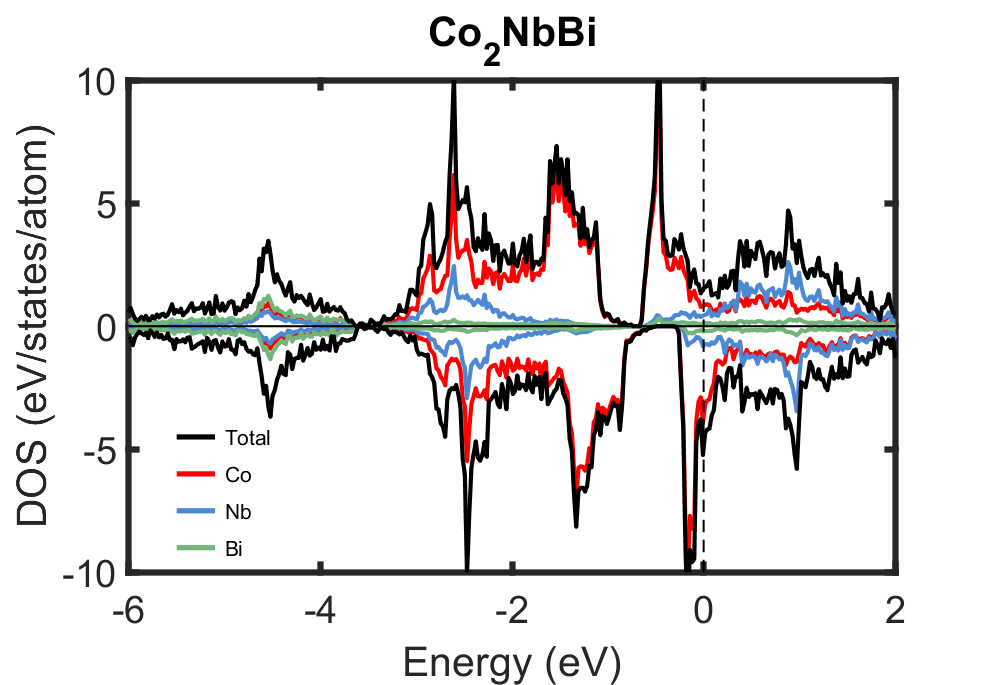 Co₂NbBi
DOS (eV/states/atom)
10
5
0
-5
-10
Total
Co
Nb
Bi
-6 -4 -2 0 2
Energy (eV)